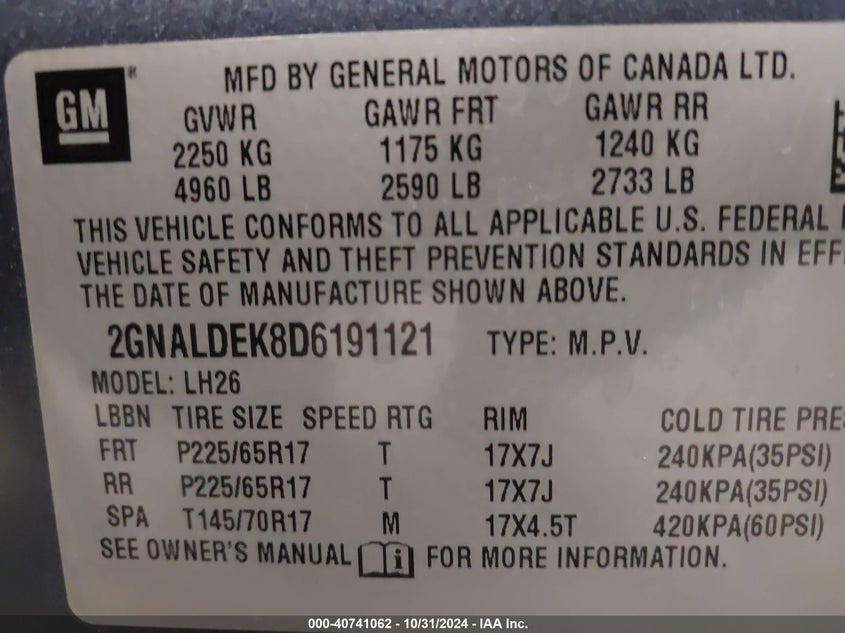 GM
MFD BY GENERAL MOTORS OF CANADA LTD.
GVWR GAWR FRT GAWR RR
2250 KG 1175 KG 1240 KG
4960 LB 2590 LB 2733 LB
THIS VEHICLE CONFORMS TO ALL APPLICABLE U.S. FEDERAL
VEHICLE SAFETY AND THEFT PREVENTION STANDARDS IN EFF
THE DATE OF MANUFACTURE SHOWN ABOVE.
2GNALDEK8D6191121 TYPE: M.P.V.
MODEL: LH26
LBBN TIRE SIZE SPEED RTG RIM COLD TIRE PRE
FRT P225/65R17 T 17X7J 240KPA(35PSI)
RR P225/65R17 T 17X7J 240KPA(35PSI)
SPA T145/70R17 M 17X4.5T 420KPA(60PSI)
SEE OWNER'S MANUAL i FOR MORE INFORMATION.
000-40741062 - 10/31/2024 - IAA Inc.